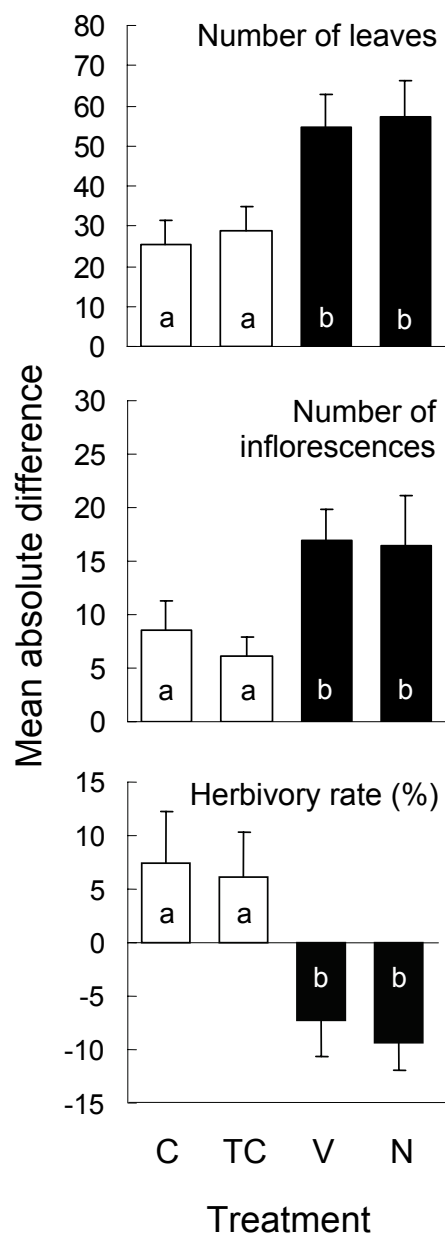 Mean absolute difference
Number of leaves
80
70
60
50
40
30
20
10
0
a
a
b
b
Number of
inflorescences
30
25
20
15
10
5
0
a
a
b
b
Herbivory rate (%)
15
10
5
0
-5
-10
-15
a
a
b
b
C TC V N
Treatment